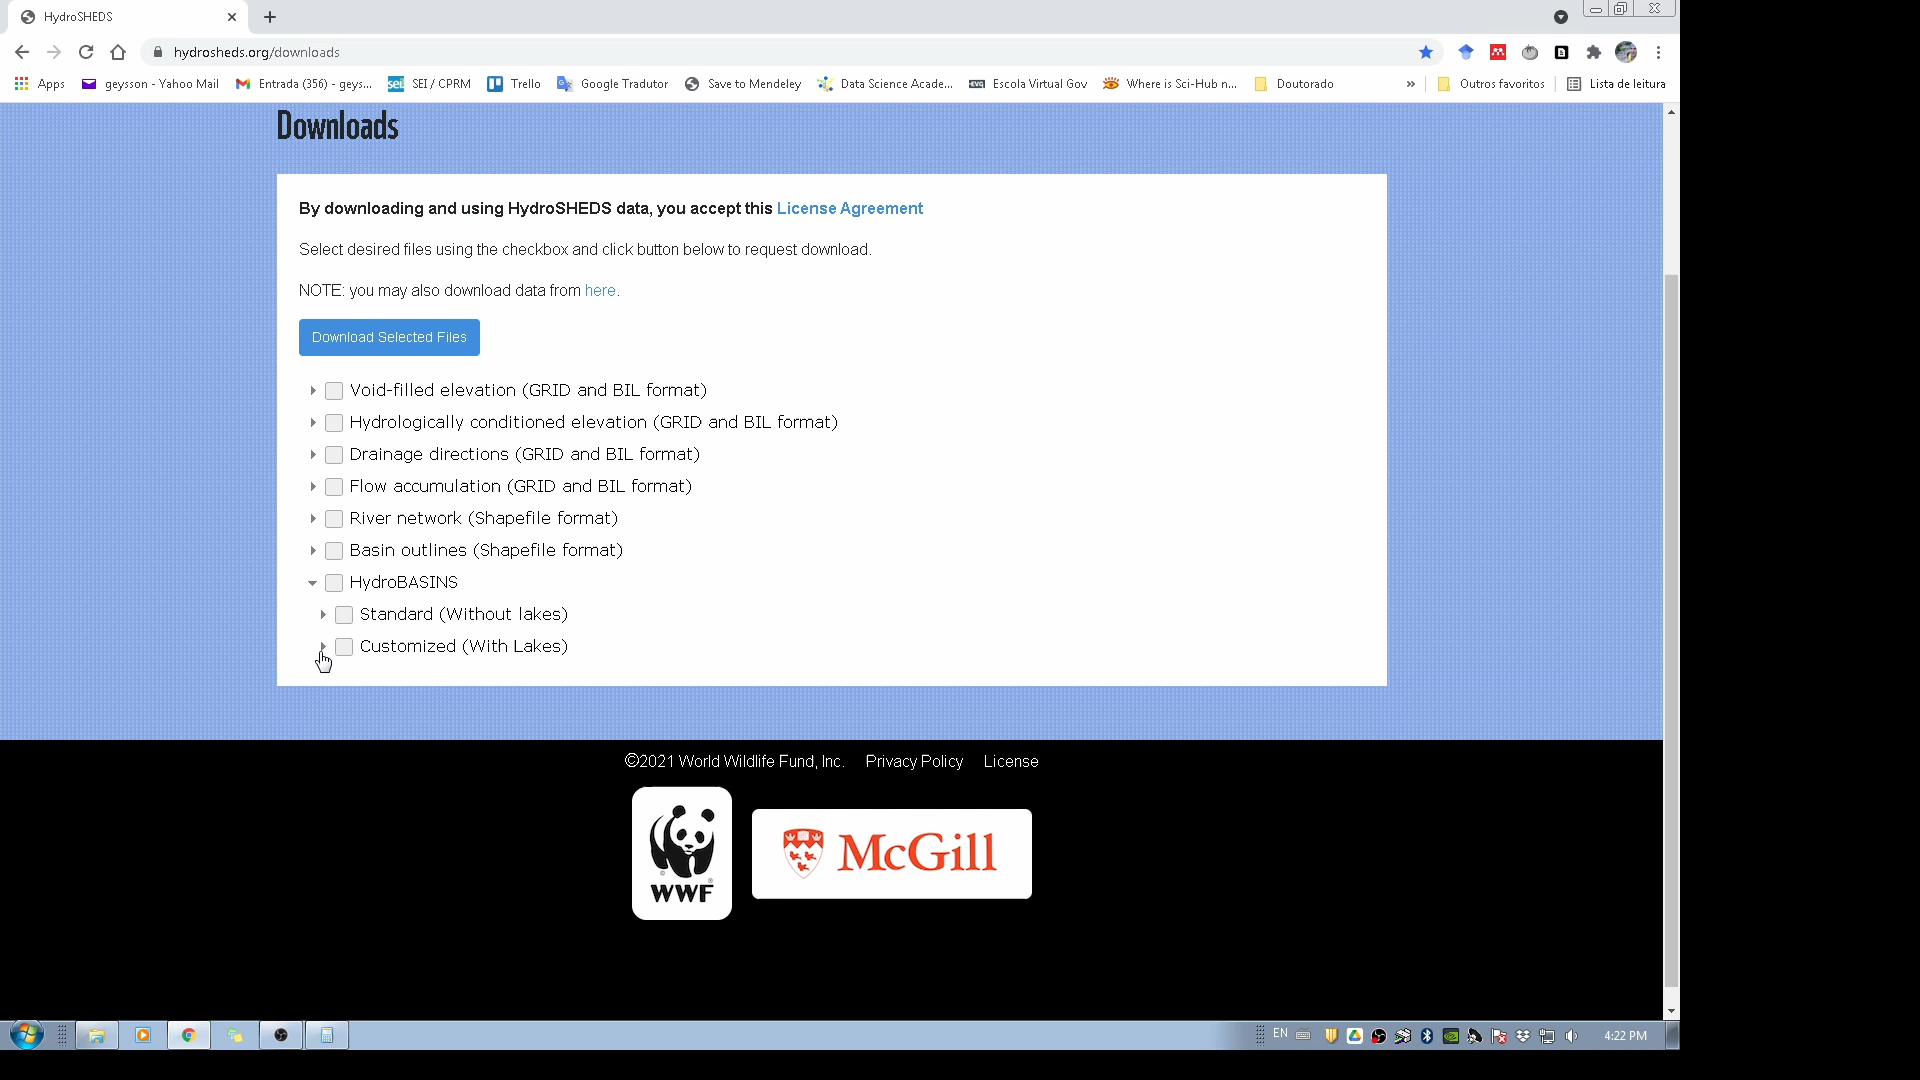 HydroSHEDS
hydrosheds.org/downloads
Apps
geysson - Yahoo Mail
Entrada (356) - geys...
sei
SEI / CPRM
Trello
Google Tradutor
Save to Mendeley
Data Science Acade...
EVG
Escola Virtual Gov
Where is Sci-Hub n...
Doutorado
»
Outros favoritos
Lista de leitura
Downloads
By downloading and using HydroSHEDS data, you accept this License Agreement
Select desired files using the checkbox and click button below to request download.
NOTE: you may also download data from here.
Download Selected Files
Void-filled elevation (GRID and BIL format)
Hydrologically conditioned elevation (GRID and BIL format)
Drainage directions (GRID and BIL format)
Flow accumulation (GRID and BIL format)
River network (Shapefile format)
Basin outlines (Shapefile format)
HydroBASINS
Standard (Without lakes)
Customized (With Lakes)
©2021 World Wildlife Fund, Inc. Privacy Policy License
WWF
McGill
EN
4:22 PM